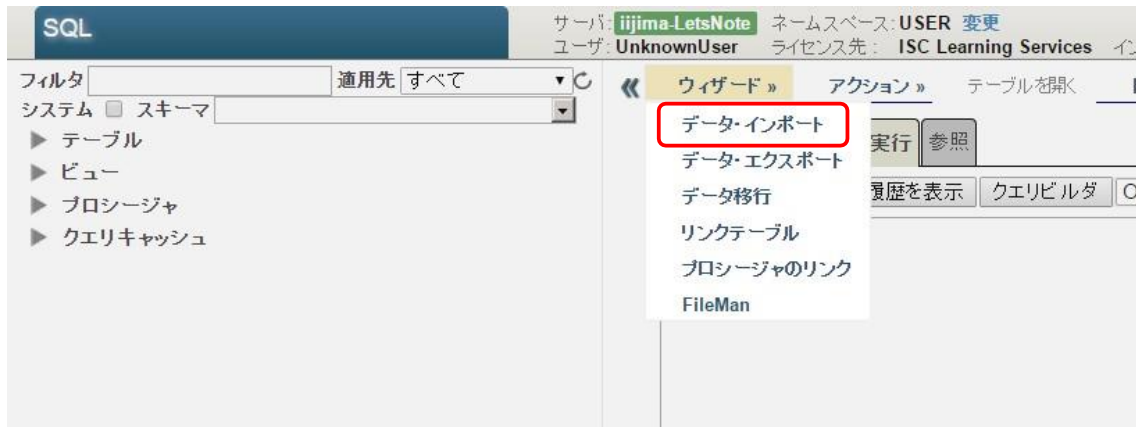 SQL
サーバ: iijima-LetsNote ネームスペース: USER 変更
ユーザ: UnknownUser ライセンス先: ISC Learning Services
フィルタ 適用先 すべて
システム スキーマ
テーブル
ビュー
プロシージャ
クエリキャッシュ
ウィザード » アクション » テーブルを開く
データ・インポート
データ・エクスポート
データ移行
リンクテーブル
プロシージャのリンク
FileMan
実行 参照
履歴を表示 クエリビルダ